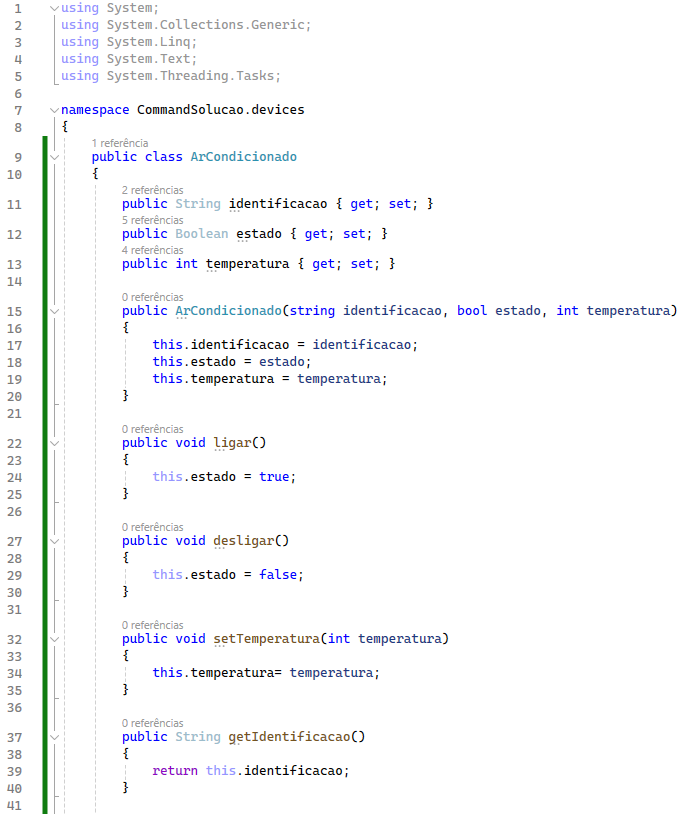 1 using System;
2 using System.Collections.Generic;
3 using System.Linq;
4 using System.Text;
5 using System.Threading.Tasks;
6
7 namespace CommandSolucao.devices
8 {
1 referência
9 public class ArCondicionado
10 {
2 referências
11 public String identificacao { get; set; }
5 referências
12 public Boolean estado { get; set; }
4 referências
13 public int temperatura { get; set; }
14
0 referências
15 public ArCondicionado(string identificacao, bool estado, int temperatura)
16 {
17 this.identificacao = identificacao;
18 this.estado = estado;
19 this.temperatura = temperatura;
20 }
21
0 referências
22 public void ligar()
23 {
24 this.estado = true;
25 }
26
0 referências
27 public void desligar()
28 {
29 this.estado = false;
30 }
31
0 referências
32 public void setTemperatura(int temperatura)
33 {
34 this.temperatura= temperatura;
35 }
36
0 referências
37 public String getIdentificacao()
38 {
39 return this.identificacao;
40 }
41